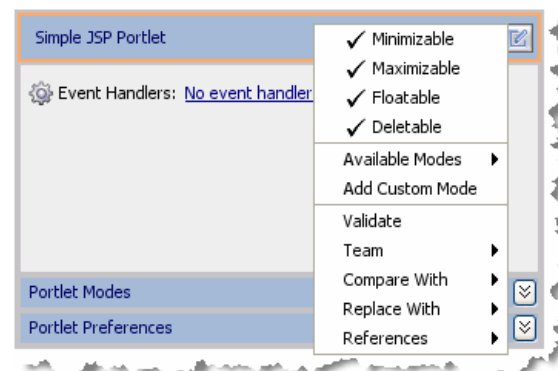 Simple JSP Portlet
Minimizable
Maximizable
Event Handlers: No event handler
Floatable
Deletable
Available Modes
Add Custom Mode
Validate
Team
Compare With
Portlet Modes
Replace With
Portlet Preferences
References